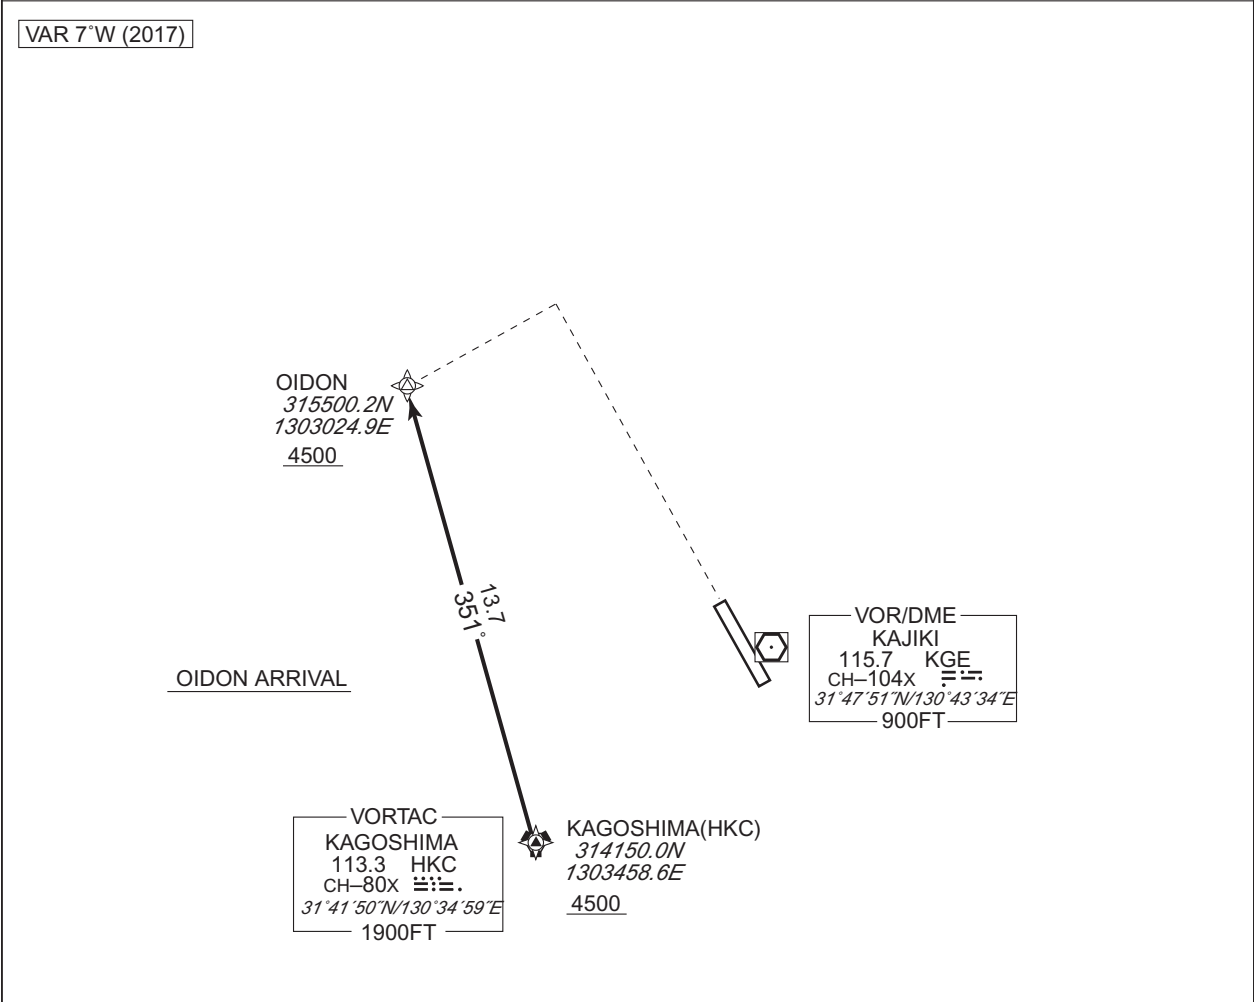 VAR 7˚W (2017)
OIDON
315500.2N
1303024.9E
4500
13.7
351˚
OIDON ARRIVAL
VOR/DME
KAJIKI
115.7 KGE
CH–104X
31˚47´51˝N/130˚43´34˝E
900FT
VORTAC
KAGOSHIMA
113.3 HKC
CH–80X
31˚41´50˝N/130˚34´59˝E
1900FT
KAGOSHIMA(HKC)
314150.0N
1303458.6E
4500